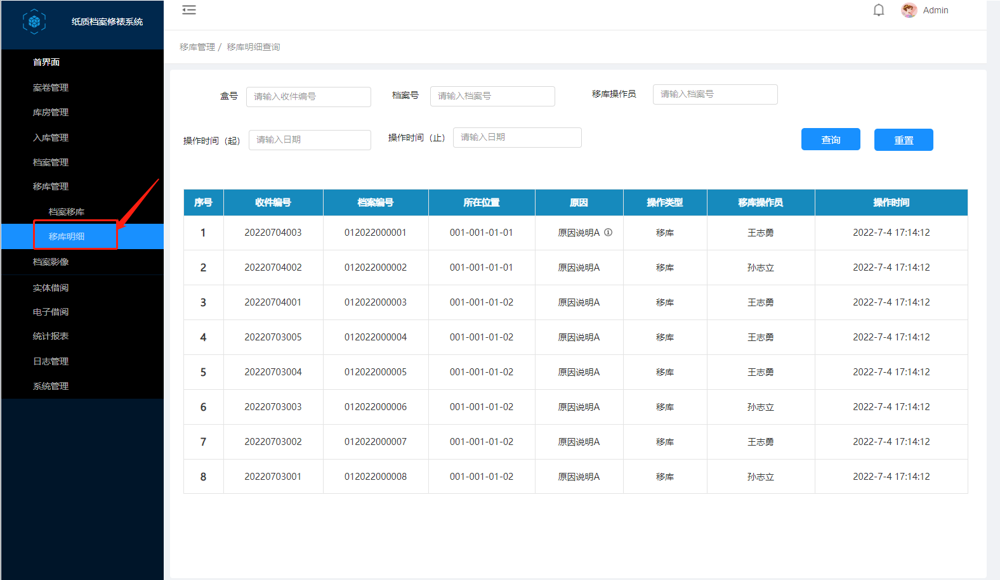 纸质档案修裱系统
Admin
首界面
案卷管理
库房管理
入库管理
档案管理
移库管理
档案移库
移库明细
档案影像
实体借阅
电子借阅
统计报表
日志管理
系统管理
移库管理 / 移库明细查询
盒号 请输入收件编号 档案号 请输入档案号 移库操作员 请输入档案号
操作时间（起） 请输入日期 操作时间（止） 请输入日期 查询 重置
序号 收件编号 档案编号 所在位置 原因 操作类型 移库操作员 操作时间
1 20220704003 012022000001 001-001-01-01 原因说明A 移库 王志勇 2022-7-4 17:14:12
2 20220704002 012022000002 001-001-01-01 原因说明A 移库 孙志立 2022-7-4 17:14:12
3 20220704001 012022000003 001-001-01-02 原因说明A 移库 王志勇 2022-7-4 17:14:12
4 20220703005 012022000004 001-001-01-02 原因说明A 移库 王志勇 2022-7-4 17:14:12
5 20220703004 012022000005 001-001-01-02 原因说明A 移库 王志勇 2022-7-4 17:14:12
6 20220703003 012022000006 001-001-01-02 原因说明A 移库 孙志立 2022-7-4 17:14:12
7 20220703002 012022000007 001-001-01-02 原因说明A 移库 王志勇 2022-7-4 17:14:12
8 20220703001 012022000008 001-001-01-02 原因说明A 移库 孙志立 2022-7-4 17:14:12